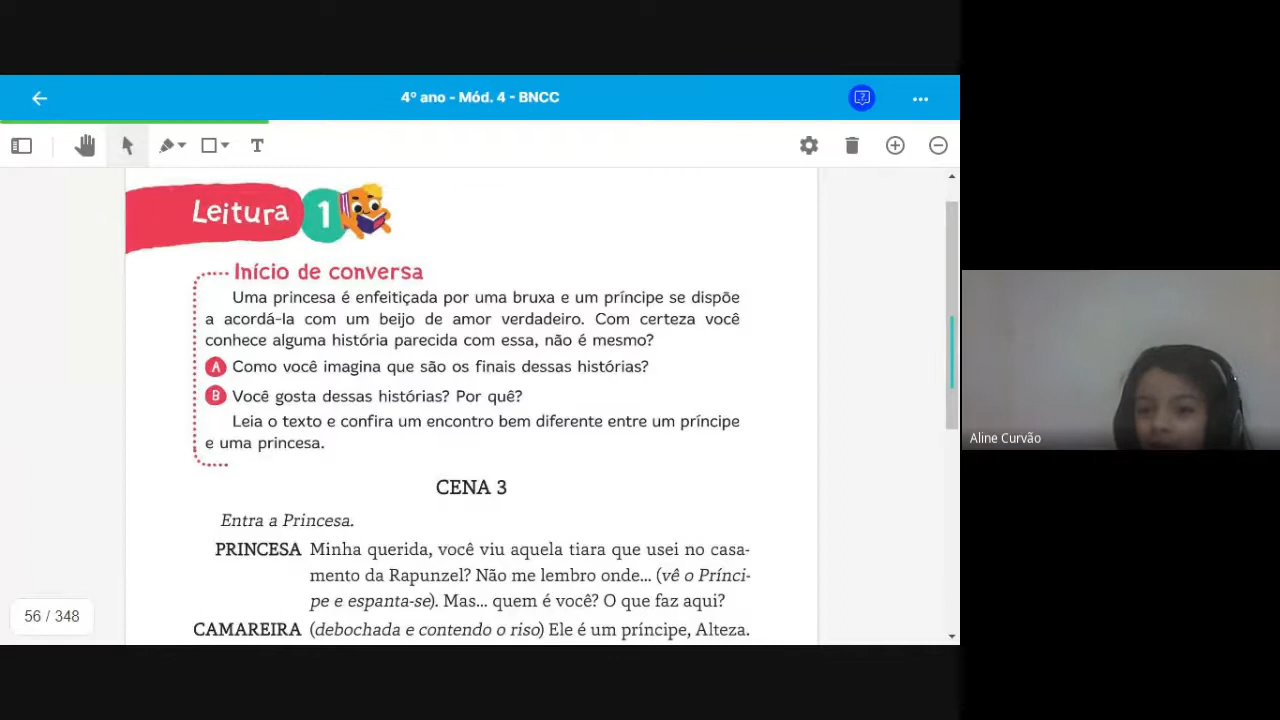 4º ano - Mód. 4 - BNCC
T
Leitura 1
Início de conversa
Uma princesa é enfeitiçada por uma bruxa e um príncipe se dispõe
a acordá-la com um beijo de amor verdadeiro. Com certeza você
conhece alguma história parecida com essa, não é mesmo?
A Como você imagina que são os finais dessas histórias?
B Você gosta dessas histórias? Por quê?
Leia o texto e confira um encontro bem diferente entre um príncipe
e uma princesa.
CENA 3
Entra a Princesa.
PRINCESA Minha querida, você viu aquela tiara que usei no casa-
mento da Rapunzel? Não me lembro onde... (vê o Prínci-
pe e espanta-se). Mas... quem é você? O que faz aqui?
CAMAREIRA (debochada e contendo o riso) Ele é um príncipe, Alteza.
56 / 348
Aline Curvão